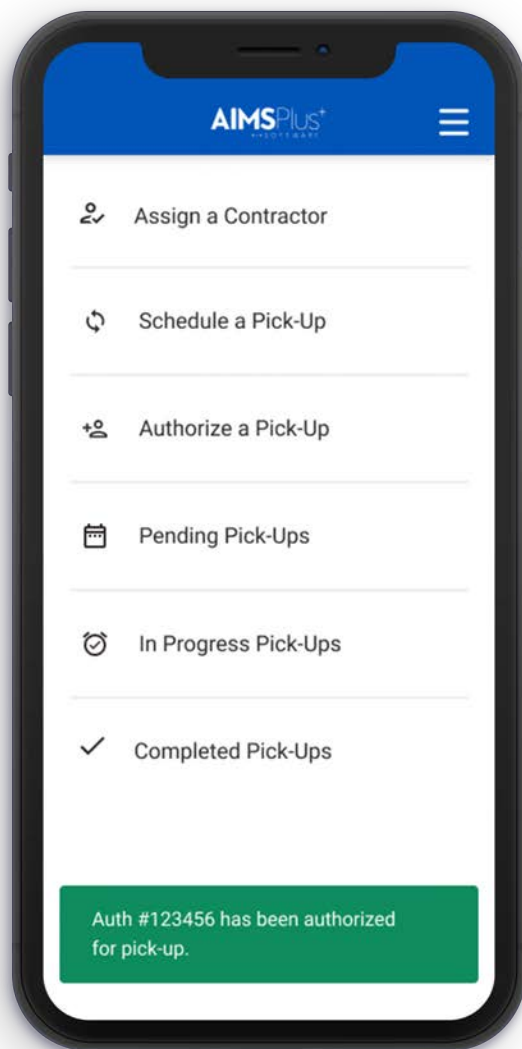 AIMSPlus+
SOFTWARE
Assign a Contractor
Schedule a Pick-Up
Authorize a Pick-Up
Pending Pick-Ups
In Progress Pick-Ups
Completed Pick-Ups
Auth #123456 has been authorized
for pick-up.